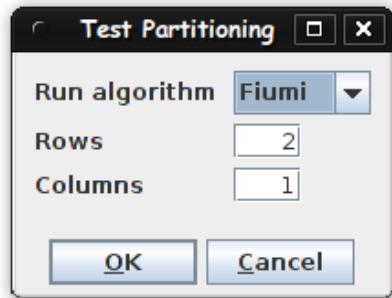 Test Partitioning
Run algorithm Fiumi
Rows 2
Columns 1
OK Cancel